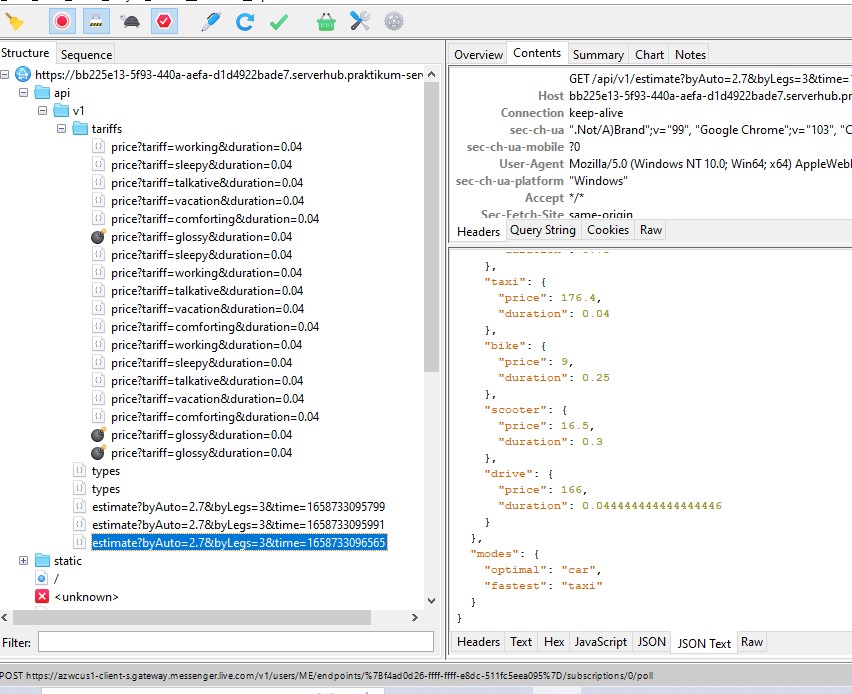 Structure
Sequence
https://bb225e13-5f93-440a-aefa-d1d4922bade7.serverhub.praktikum-ser
api
v1
tariffs
price?tariff=working&duration=0.04
price?tariff=sleepy&duration=0.04
price?tariff=talkative&duration=0.04
price?tariff=vacation&duration=0.04
price?tariff=comforting&duration=0.04
price?tariff=glossy&duration=0.04
price?tariff=sleepy&duration=0.04
price?tariff=working&duration=0.04
price?tariff=talkative&duration=0.04
price?tariff=vacation&duration=0.04
price?tariff=comforting&duration=0.04
price?tariff=working&duration=0.04
price?tariff=sleepy&duration=0.04
price?tariff=talkative&duration=0.04
price?tariff=vacation&duration=0.04
price?tariff=comforting&duration=0.04
price?tariff=glossy&duration=0.04
price?tariff=glossy&duration=0.04
types
types
estimate?byAuto=2.7&byLegs=3&time=1658733095799
estimate?byAuto=2.7&byLegs=3&time=1658733095991
estimate?byAuto=2.7&byLegs=3&time=1658733096565
static
/
<unknown>
Filter:
Overview Contents Summary Chart Notes
GET /api/v1/estimate?byAuto=2.7&byLegs=3&time=
Host bb225e13-5f93-440a-aefa-d1d4922bade7.serverhub.pr
Connection keep-alive
sec-ch-ua ".Not/A)Brand";v="99", "Google Chrome";v="103", "C
sec-ch-ua-mobile ?0
User-Agent Mozilla/5.0 (Windows NT 10.0; Win64; x64) AppleWeb
sec-ch-ua-platform "Windows"
Accept */*
Sec-Fetch-Site same-origin
Headers Query String Cookies Raw
},
"taxi": {
"price": 176.4,
"duration": 0.04
},
"bike": {
"price": 9,
"duration": 0.25
},
"scooter": {
"price": 16.5,
"duration": 0.3
},
"drive": {
"price": 166,
"duration": 0.044444444444444446
}
},
"modes": {
"optimal": "car",
"fastest": "taxi"
}
}
Headers Text Hex JavaScript JSON JSON Text Raw
POST https://azwcus1-client-s.gateway.messenger.live.com/v1/users/ME/endpoints/%7Bf4ad0d26-ffff-ffff-e8dc-511fc5eea095%7D/subscriptions/0/poll